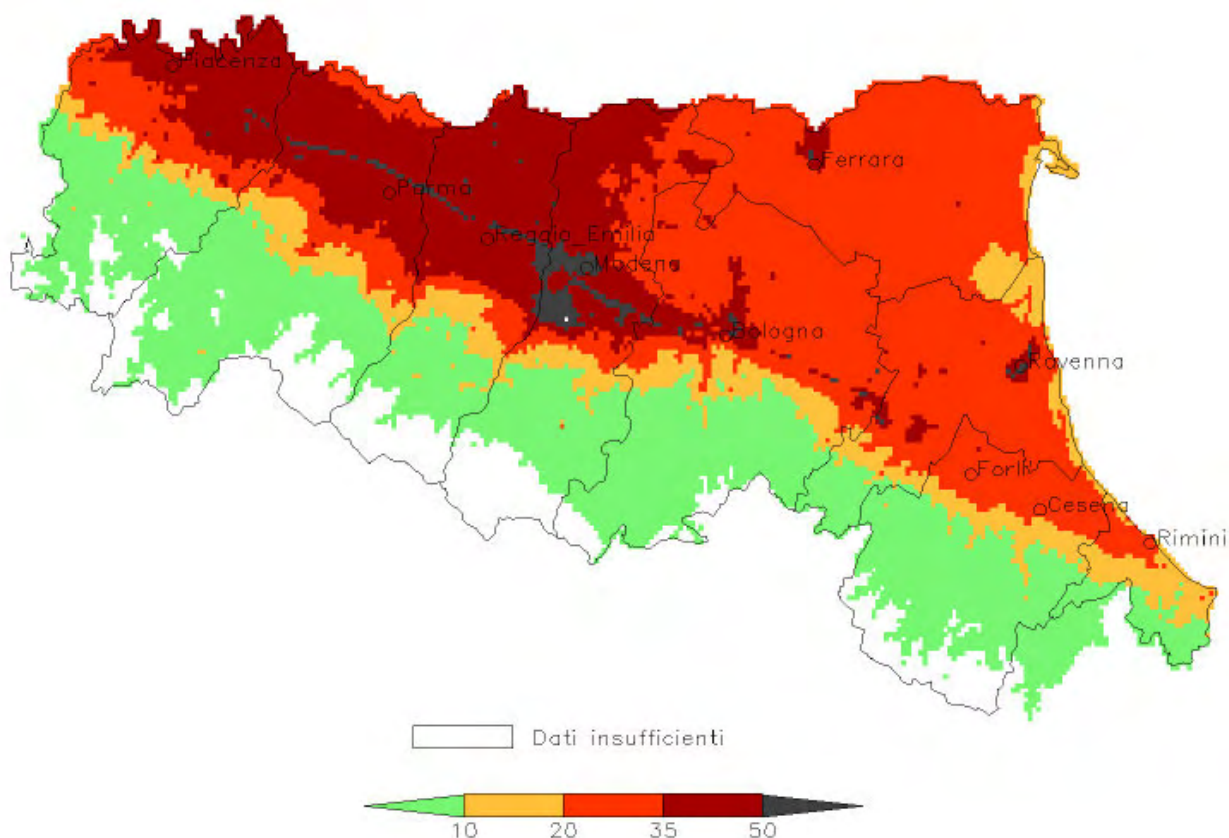 Piacenza
Ferrara
Parma
Reggio_Emilia
Modena
Bologna
Ravenna
Forlì
Cesena
Rimini
Dati insufficienti
10 20 35 50